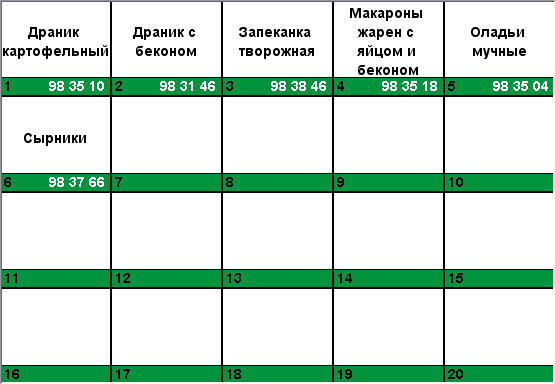 Драник
картофельный
Драник с
беконом
Запеканка
творожная
Макароны
жарен с
яйцом и
беконом
Оладьи
мучные
1 98 35 10
2 98 31 46
3 98 38 46
4 98 35 18
5 98 35 04
Сырники
6 98 37 66
7
8
9
10
11
12
13
14
15
16
17
18
19
20